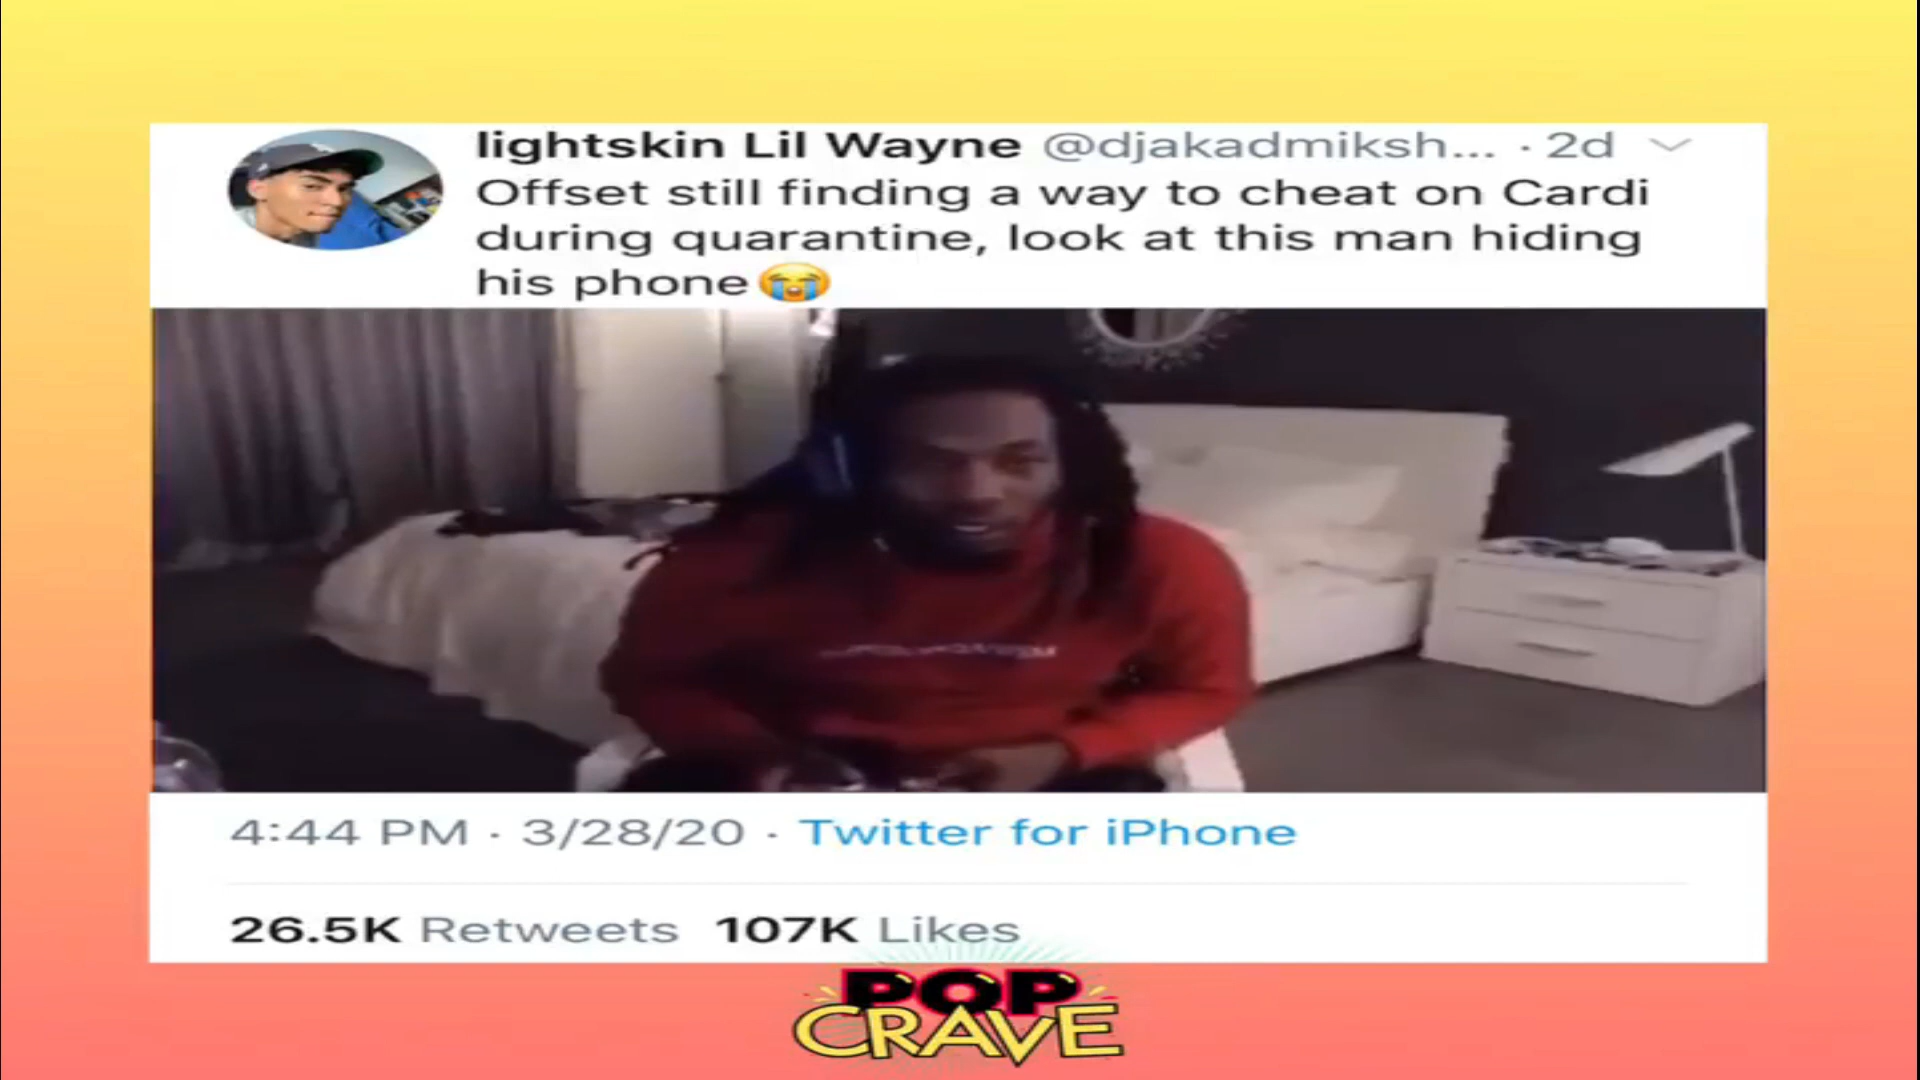 lightskin Lil Wayne @djakadmiksh... · 2d
Offset still finding a way to cheat on Cardi
during quarantine, look at this man hiding
his phone😭
4:44 PM · 3/28/20 · Twitter for iPhone
26.5K Retweets 107K Likes
POP
CRAVE